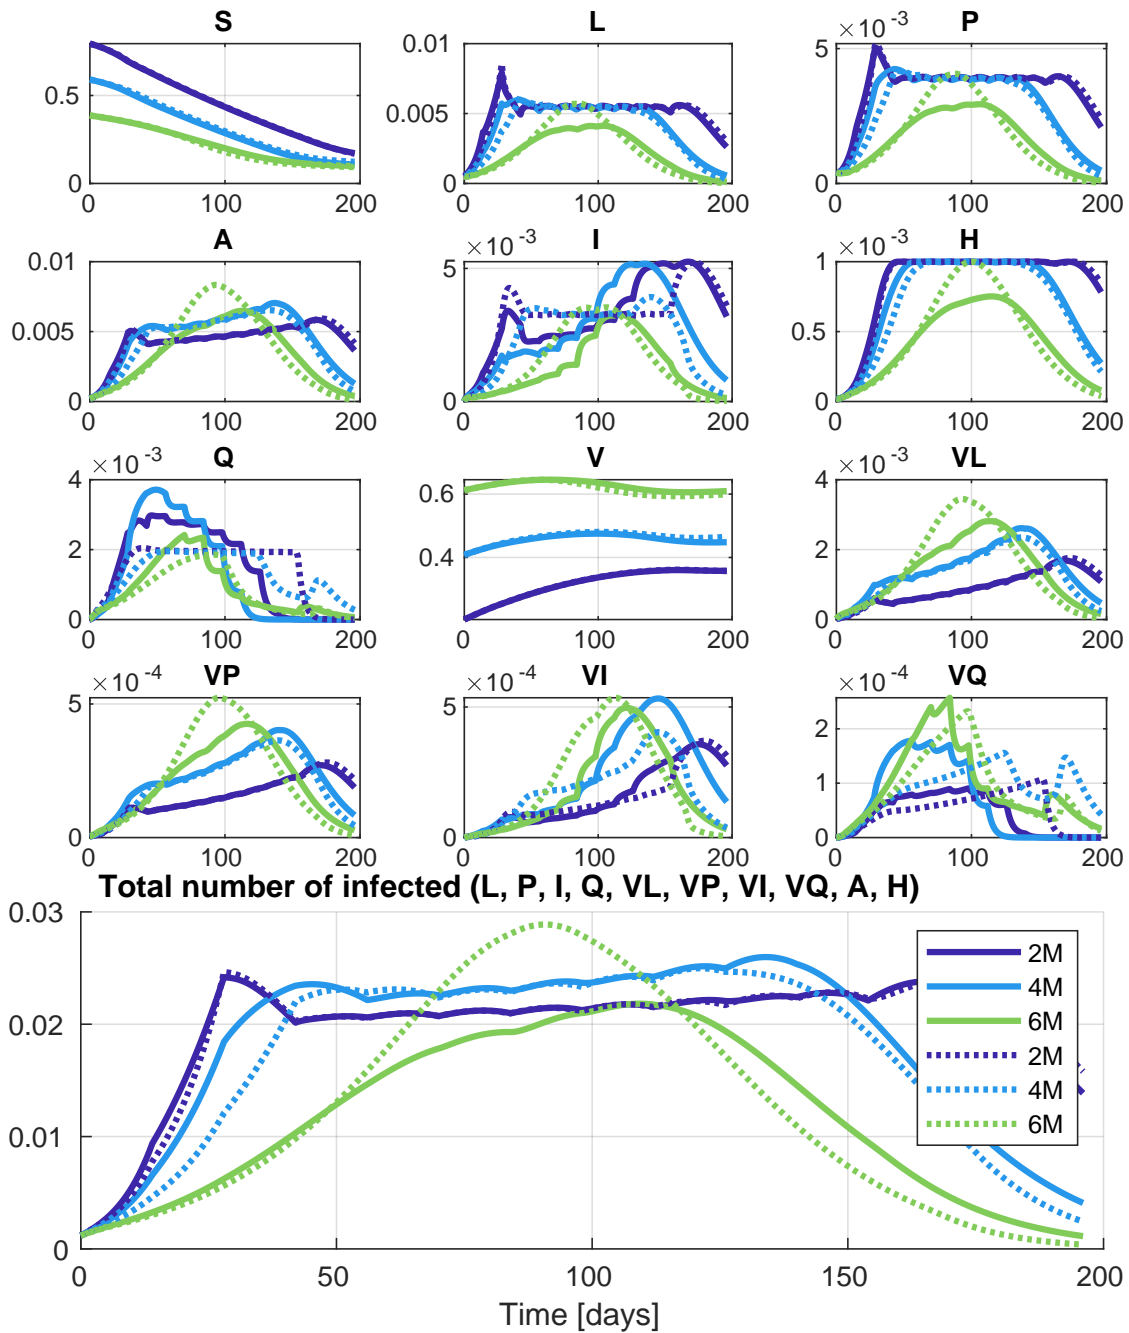 S
0.5
0
0 100 200
L
0.01
0.005
0
0 100 200
P
×10 -3
5
0
0 100 200
A
0.01
0.005
0
0 100 200
I
×10 -3
5
0
0 100 200
H
×10 -3
1
0.5
0
0 100 200
Q
×10 -3
4
2
0
0 100 200
V
0.6
0.4
0 100 200
VL
×10 -3
4
2
0
0 100 200
VP
×10 -4
5
0
0 100 200
VI
×10 -4
5
0
0 100 200
VQ
×10 -4
2
1
0
0 100 200
Total number of infected (L, P, I, Q, VL, VP, VI, VQ, A, H)
0.03
0.02
0.01
0
0 50 100 150 200
Time [days]
2M
4M
6M
2M
4M
6M